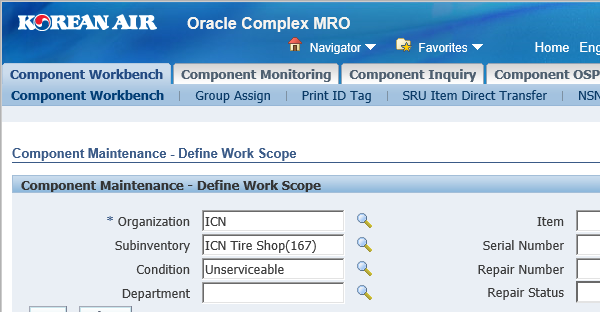 KOREAN AIR Oracle Complex MRO
Navigator Favorites Home
Component Workbench Component Monitoring Component Inquiry Component OSP
Component Workbench | Group Assign | Print ID Tag | SRU Item Direct Transfer | NSN
Component Maintenance - Define Work Scope
Component Maintenance - Define Work Scope
* Organization ICN Item
Subinventory ICN Tire Shop(167) Serial Number
Condition Unserviceable Repair Number
Department Repair Status